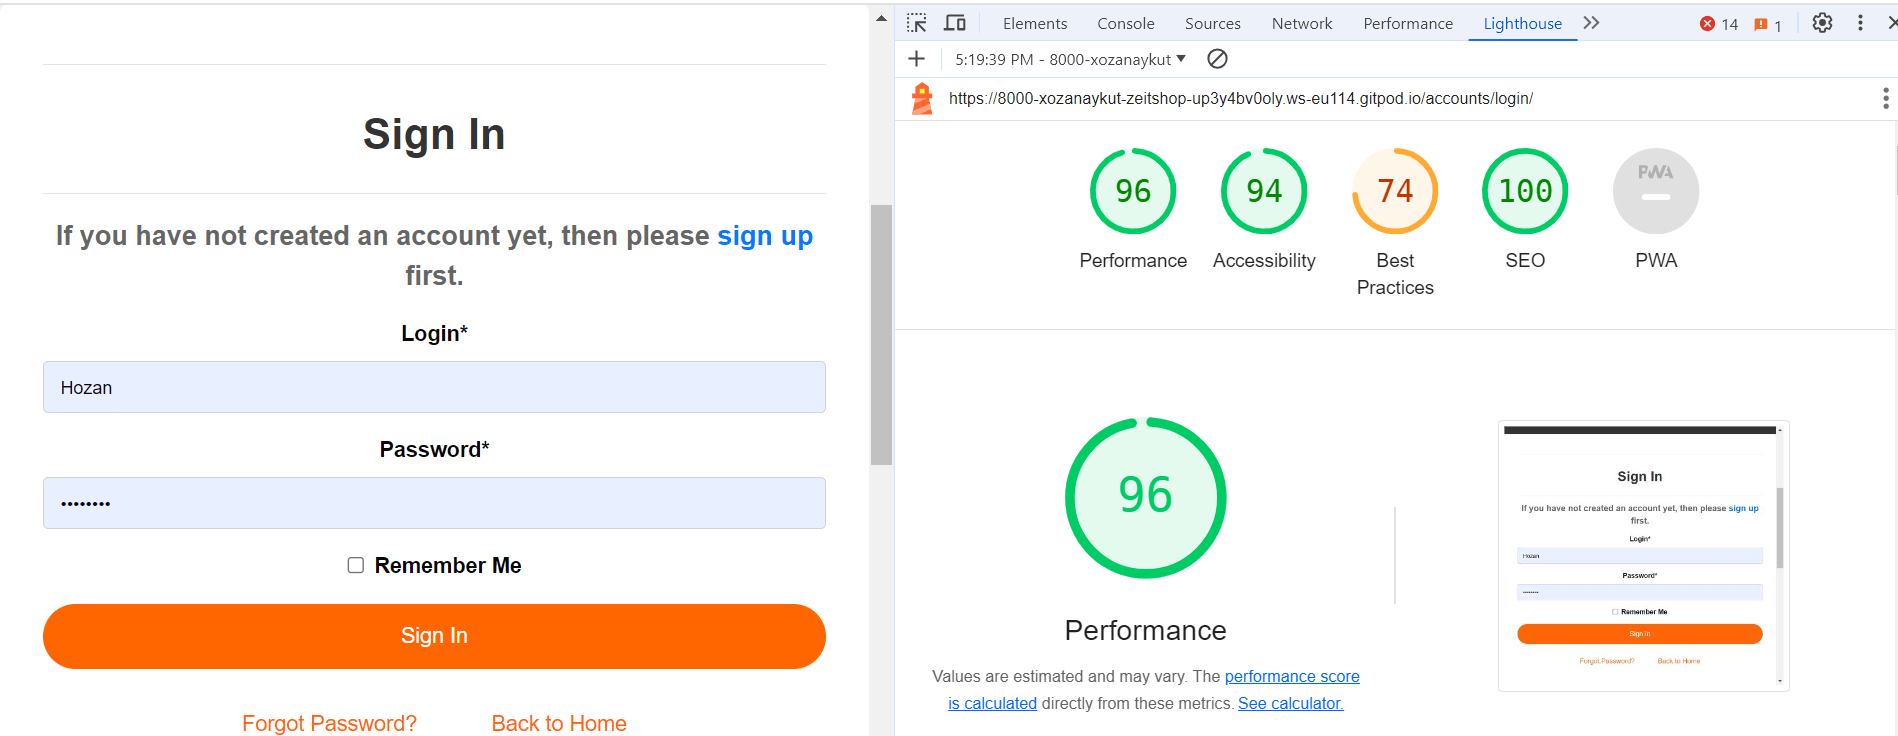 Sign In
If you have not created an account yet, then please sign up
first.
Login*
Hozan
Password*
••••••••
Remember Me
Sign In
Forgot Password? Back to Home
Elements Console Sources Network Performance Lighthouse 14 1
5:19:39 PM - 8000-xozanaykut
https://8000-xozanaykut-zeitshop-up3y4bv0oly.ws-eu114.gitpod.io/accounts/login/
96 94 74 100 PWA
Performance Accessibility Best SEO PWA
Practices
96
Performance
Values are estimated and may vary. The performance score
is calculated directly from these metrics. See calculator.
Sign In
If you have not created an account yet, then please sign up
first.
Login*
Hozan
Password*
••••••••
Remember Me
Sign In
Forgot Password? Back to Home